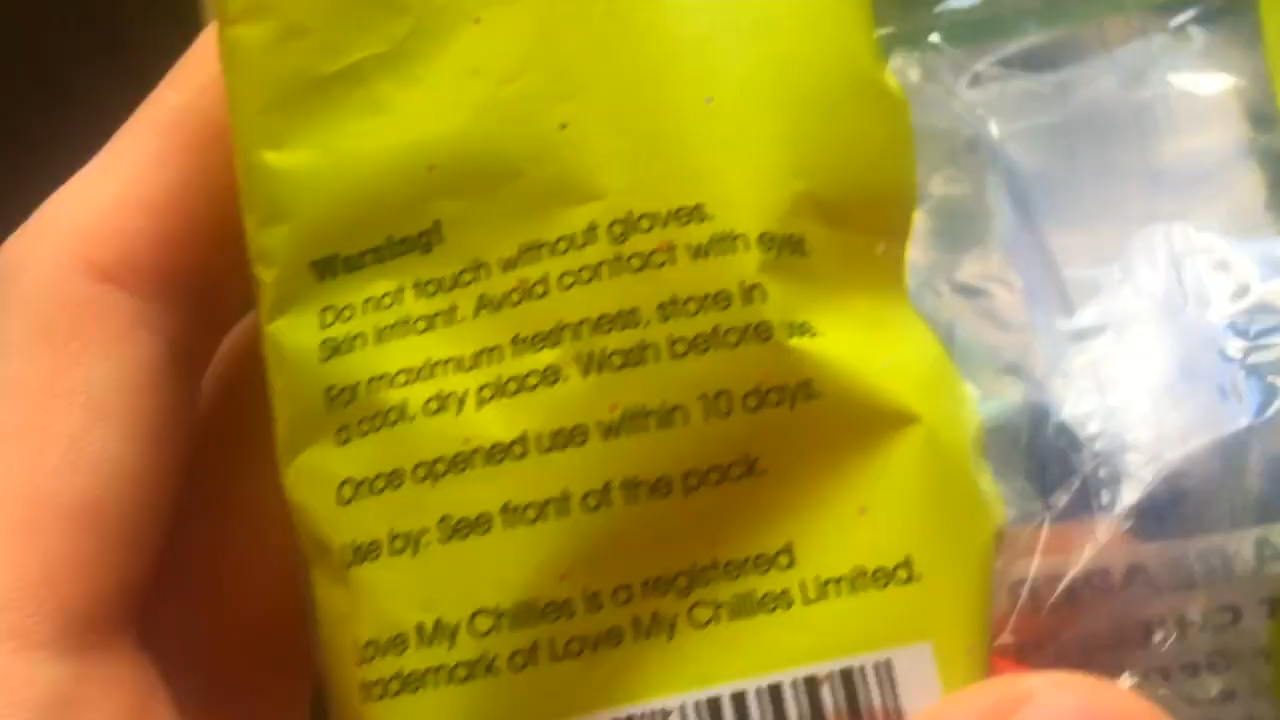 Warning!
Do not touch without gloves.
Skin irritant. Avoid contact with eyes.
For maximum freshness, store in
a cool, dry place. Wash before use.
Once opened use within 10 days.
Use by: See front of the pack.
Love My Chillies is a registered
trademark of Love My Chillies Limited.